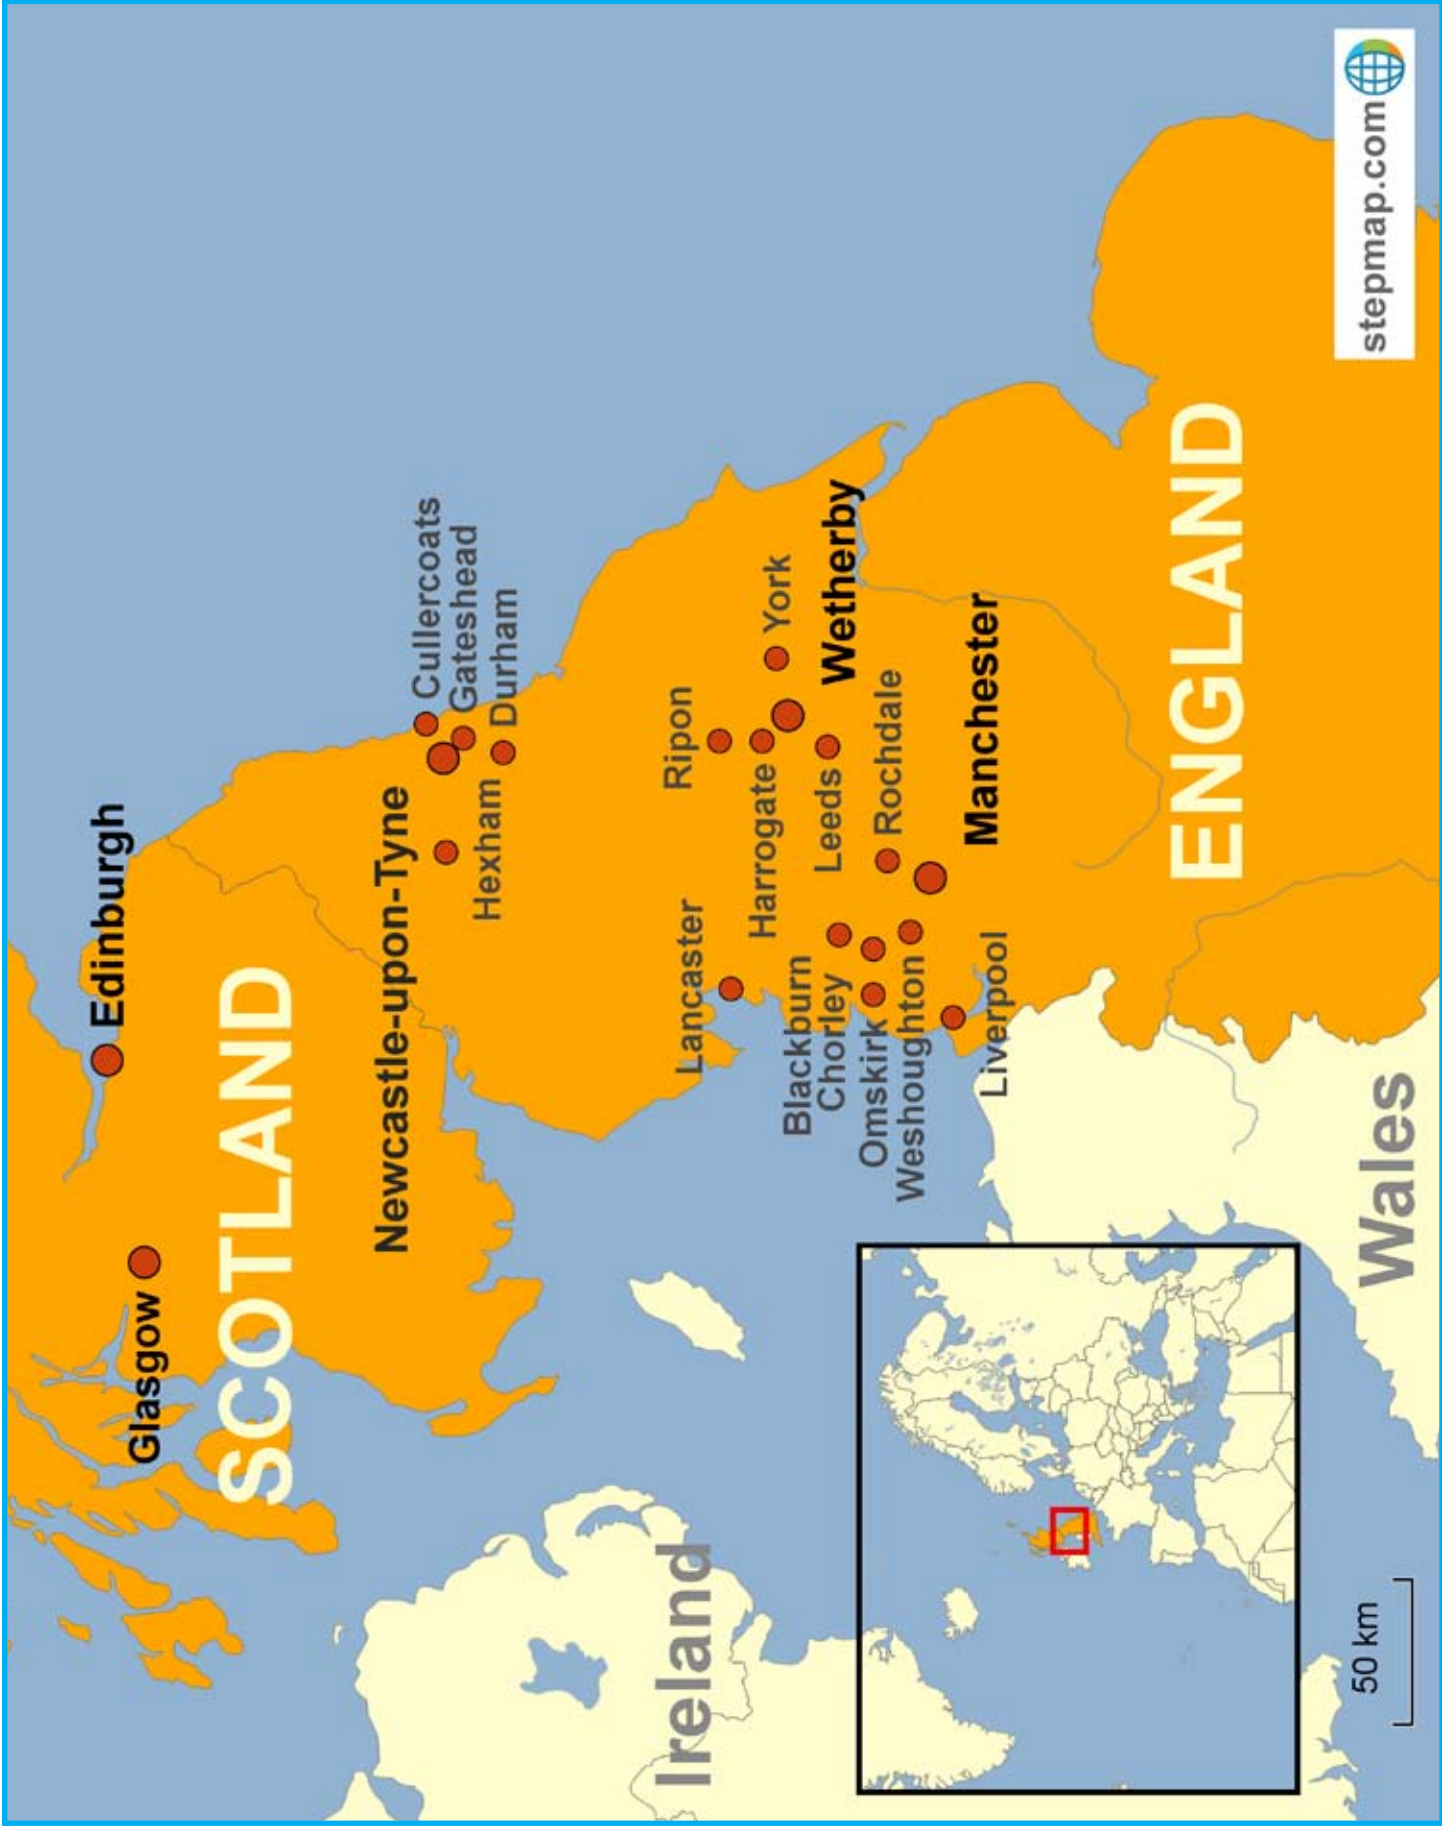 Edinburgh
Glasgow
SCOTLAND
Newcastle-upon-Tyne
Cullercoats
Gateshead
Durham
Hexham
Ripon
Lancaster
Harrogate
York
Wetherby
Leeds
Blackburn
Chorley
Omskirk
Weshoughton
Rochdale
Manchester
Liverpool
ENGLAND
Ireland
Wales
50 km
stepmap.com